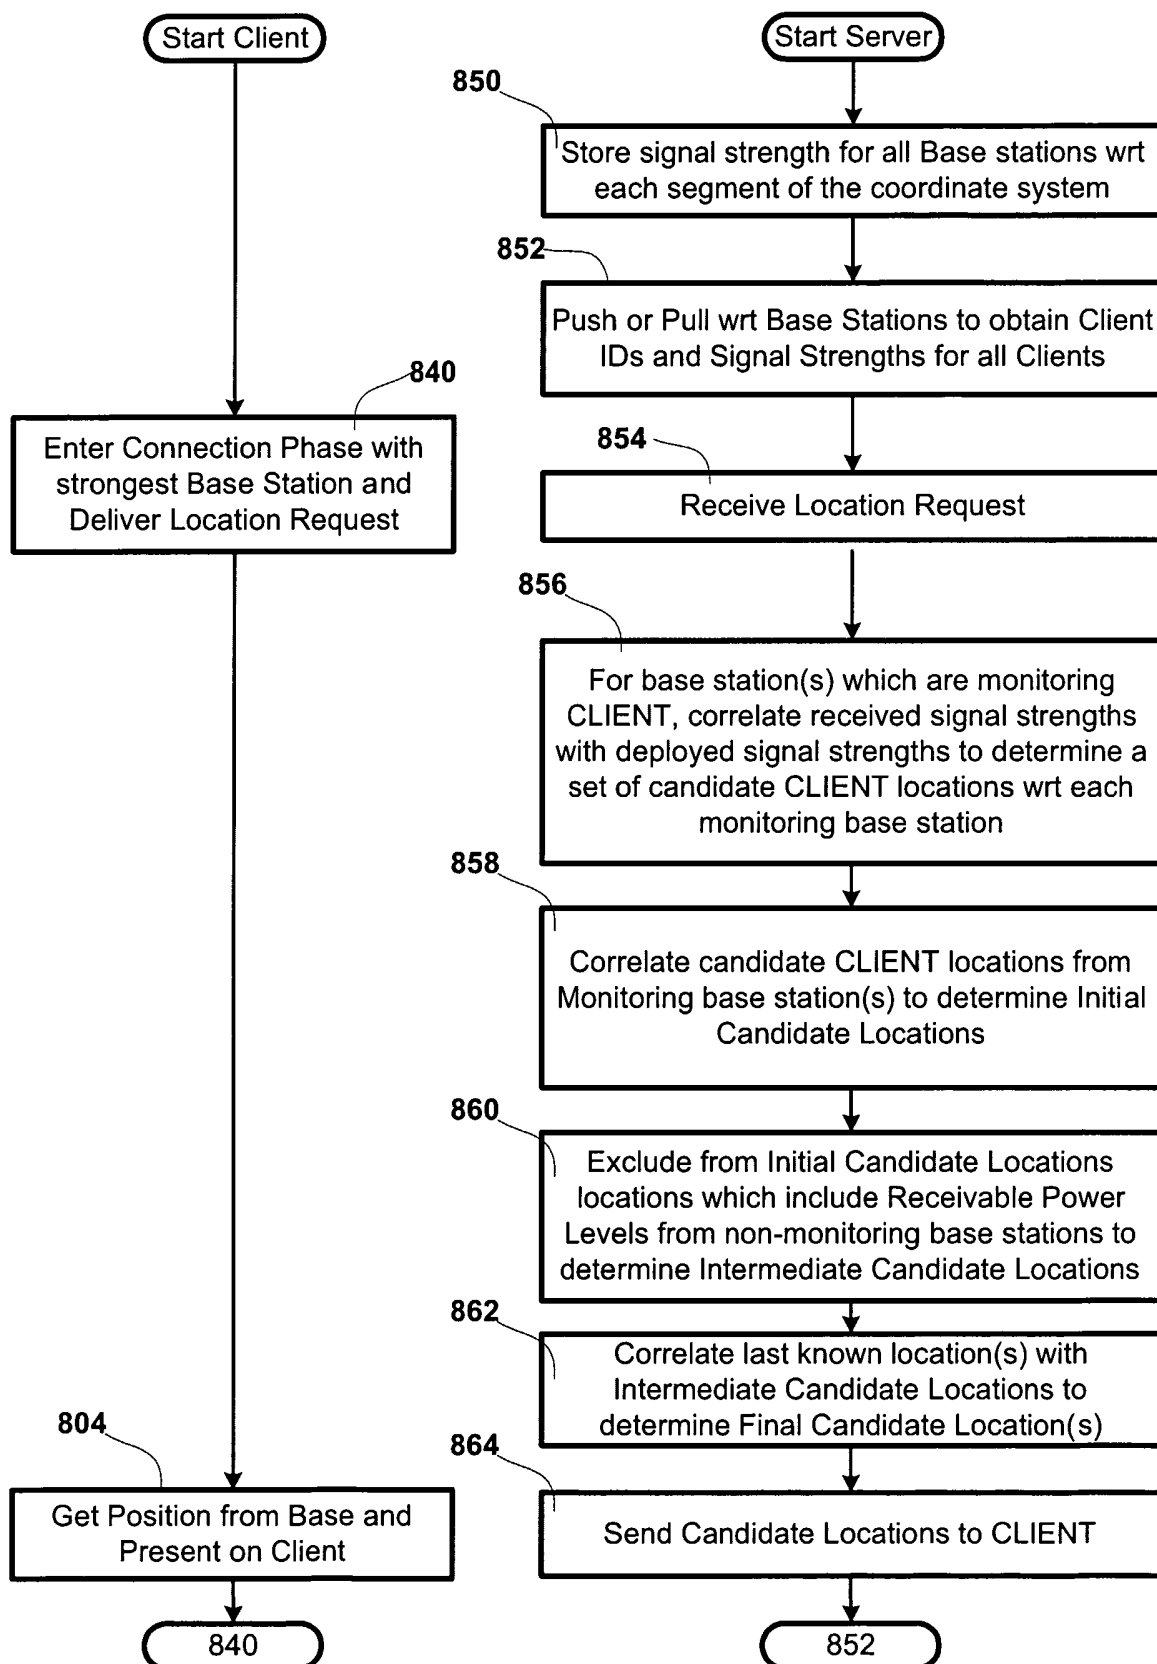 Start Client
840
Enter Connection Phase with
strongest Base Station and
Deliver Location Request
804
Get Position from Base and
Present on Client
840
Start Server
850
Store signal strength for all Base stations wrt
each segment of the coordinate system
852
Push or Pull wrt Base Stations to obtain Client
IDs and Signal Strengths for all Clients
854
Receive Location Request
856
For base station(s) which are monitoring
CLIENT, correlate received signal strengths
with deployed signal strengths to determine a
set of candidate CLIENT locations wrt each
monitoring base station
858
Correlate candidate CLIENT locations from
Monitoring base station(s) to determine Initial
Candidate Locations
860
Exclude from Initial Candidate Locations
locations which include Receivable Power
Levels from non-monitoring base stations to
determine Intermediate Candidate Locations
862
Correlate last known location(s) with
Intermediate Candidate Locations to
determine Final Candidate Location(s)
864
Send Candidate Locations to CLIENT
852